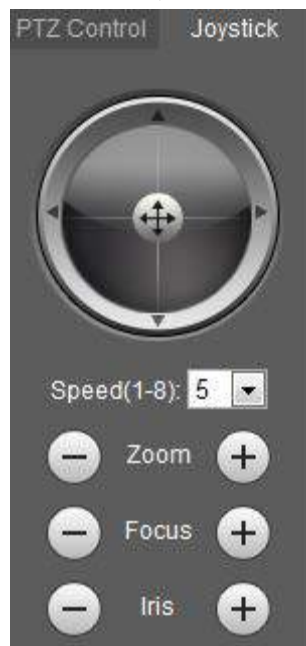 PTZ Control Joystick
Speed(1-8): 5
− Zoom +
− Focus +
− Iris +